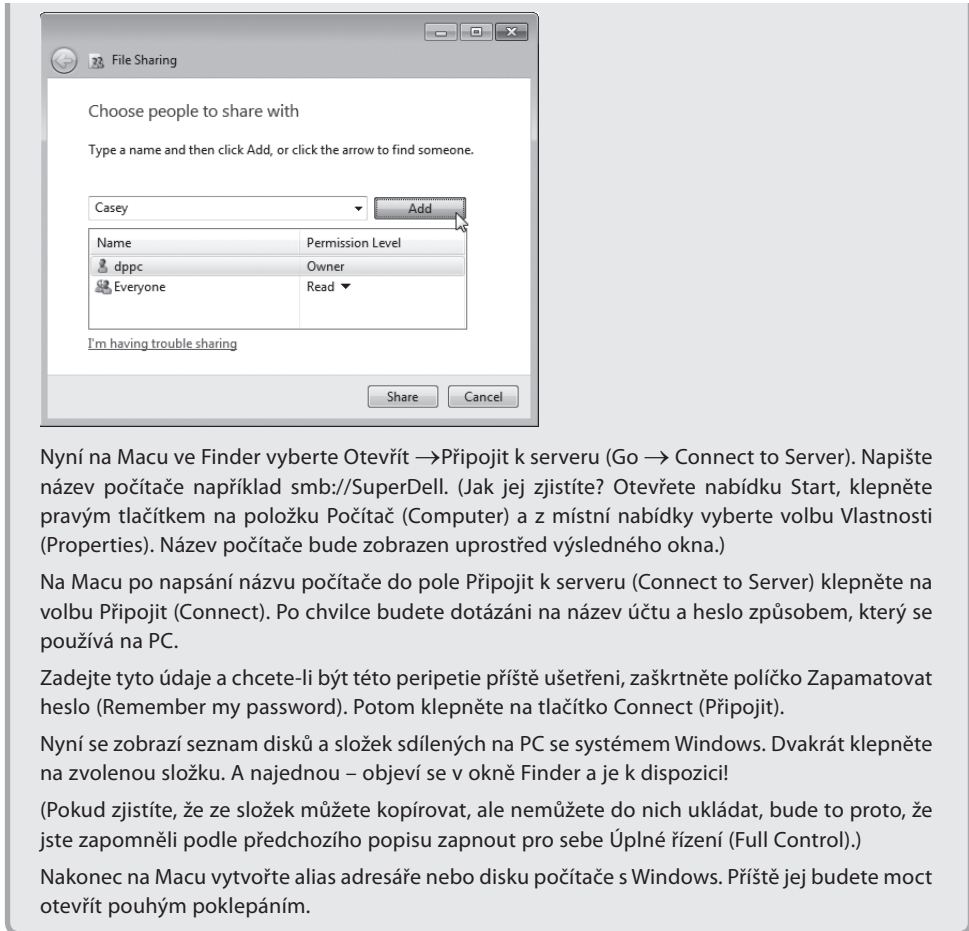 File Sharing
Choose people to share with
Type a name and then click Add, or click the arrow to find someone.
Casey Add
Name Permission Level
dppc Owner
Everyone Read
I'm having trouble sharing
Share Cancel
Nyní na Macu ve Finder vyberte Otevřít →Připojit k serveru (Go → Connect to Server). Napište
název počítače například smb://SuperDell. (Jak jej zjistíte? Otevřete nabídku Start, klepněte
pravým tlačítkem na položku Počítač (Computer) a z místní nabídky vyberte volbu Vlastnosti
(Properties). Název počítače bude zobrazen uprostřed výsledného okna.)
Na Macu po napsání názvu počítače do pole Připojit k serveru (Connect to Server) klepněte na
volbu Připojit (Connect). Po chvilce budete dotázáni na název účtu a heslo způsobem, který se
používá na PC.
Zadejte tyto údaje a chcete-li být této peripetie příště ušetřeni, zaškrtněte políčko Zapamatovat
heslo (Remember my password). Potom klepněte na tlačítko Connect (Připojit).
Nyní se zobrazí seznam disků a složek sdílených na PC se systémem Windows. Dvakrát klepněte
na zvolenou složku. A najednou – objeví se v okně Finder a je k dispozici!
(Pokud zjistíte, že ze složek můžete kopírovat, ale nemůžete do nich ukládat, bude to proto, že
jste zapomněli podle předchozího popisu zapnout pro sebe Úplné řízení (Full Control).)
Nakonec na Macu vytvořte alias adresáře nebo disku počítače s Windows. Příště jej budete moct
otevřít pouhým poklepáním.